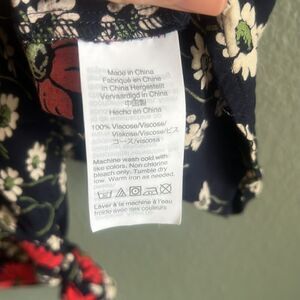 Made in China
Fabriqué en Chine
in China Hergestellt
Vervaardigd in China
中国製
Hecho en China
100% Viscose/Viscose/
Viskose/Viscose/ビス
コース/viscosa
Machine wash cold with
like colors. Non chlorine
bleach only. Tumble dry
low. Warm iron as needed.
Laver à la machine et à l'eau
froide avec des couleurs